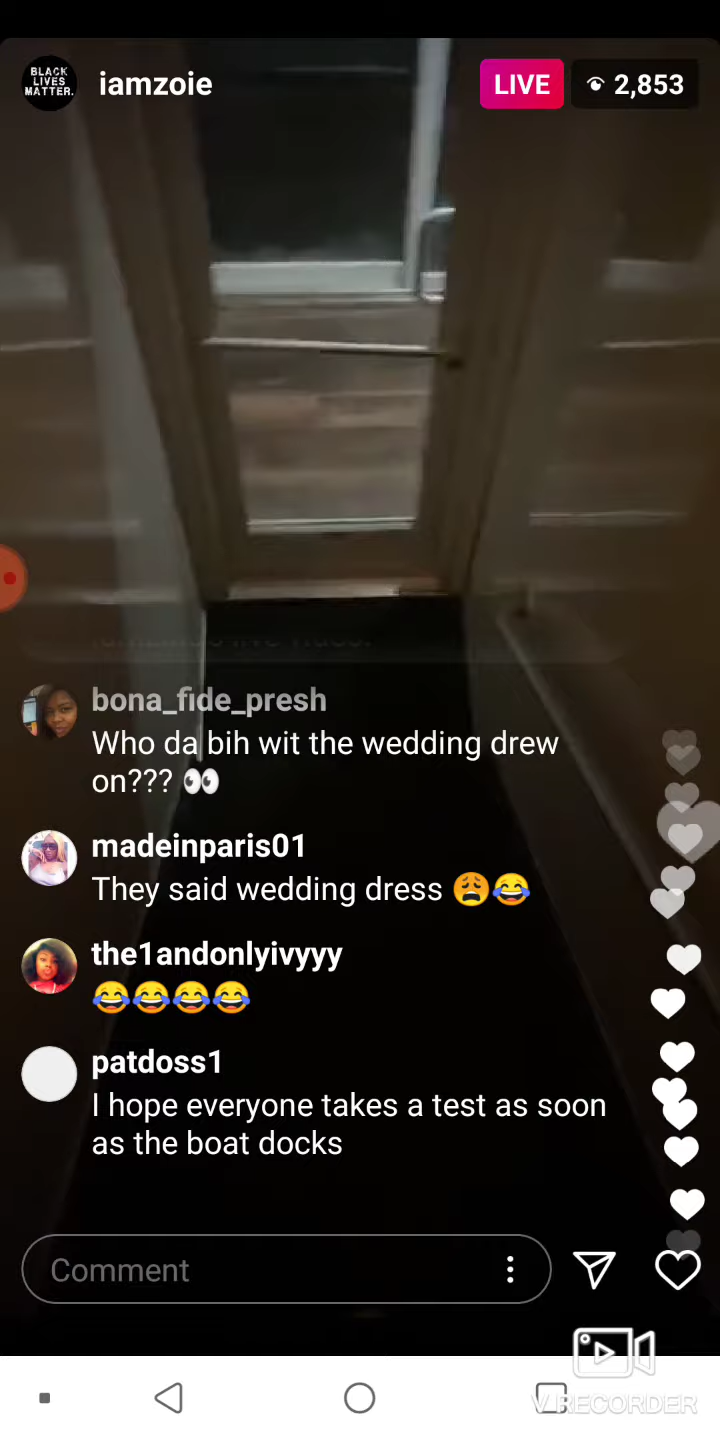 BLACK
LIVES
MATTER.
iamzoie
LIVE
2,853
bona_fide_presh
Who da bih wit the wedding drew
on??? 👀
madeinparis01
They said wedding dress 😩😂
the1andonlyivyyy
😂😂😂😂
patdoss1
I hope everyone takes a test as soon
as the boat docks
Comment
V RECORDER